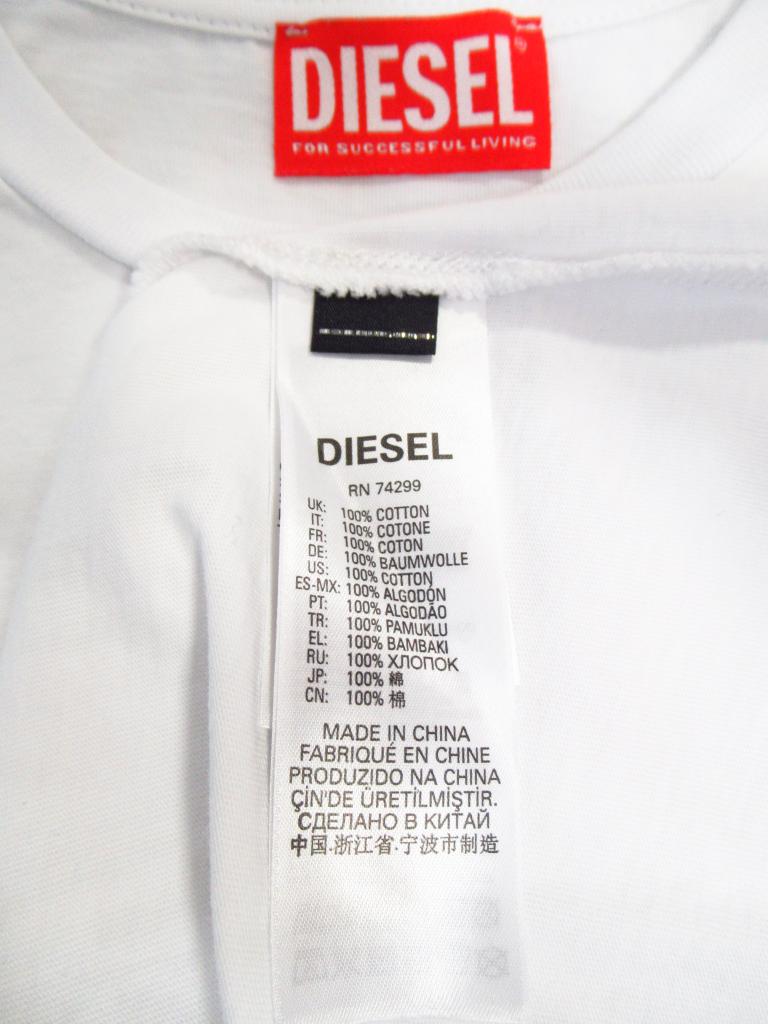 DIESEL
FOR SUCCESSFUL LIVING
DIESEL
RN 74299
UK: 100% COTTON
IT: 100% COTONE
FR: 100% COTON
DE: 100% BAUMWOLLE
US: 100% COTTON
ES-MX: 100% ALGODÓN
PT: 100% ALGODÃO
TR: 100% PAMUKLU
EL: 100% BAMBAKI
RU: 100% ХЛОПОК
JP: 100% 綿
CN: 100% 棉
MADE IN CHINA
FABRIQUÉ EN CHINE
PRODUZIDO NA CHINA
ÇIN'DE ÜRETİLMİŞTİR.
СДЕЛАНО В КИТАЙ
中国.浙江省.宁波市制造